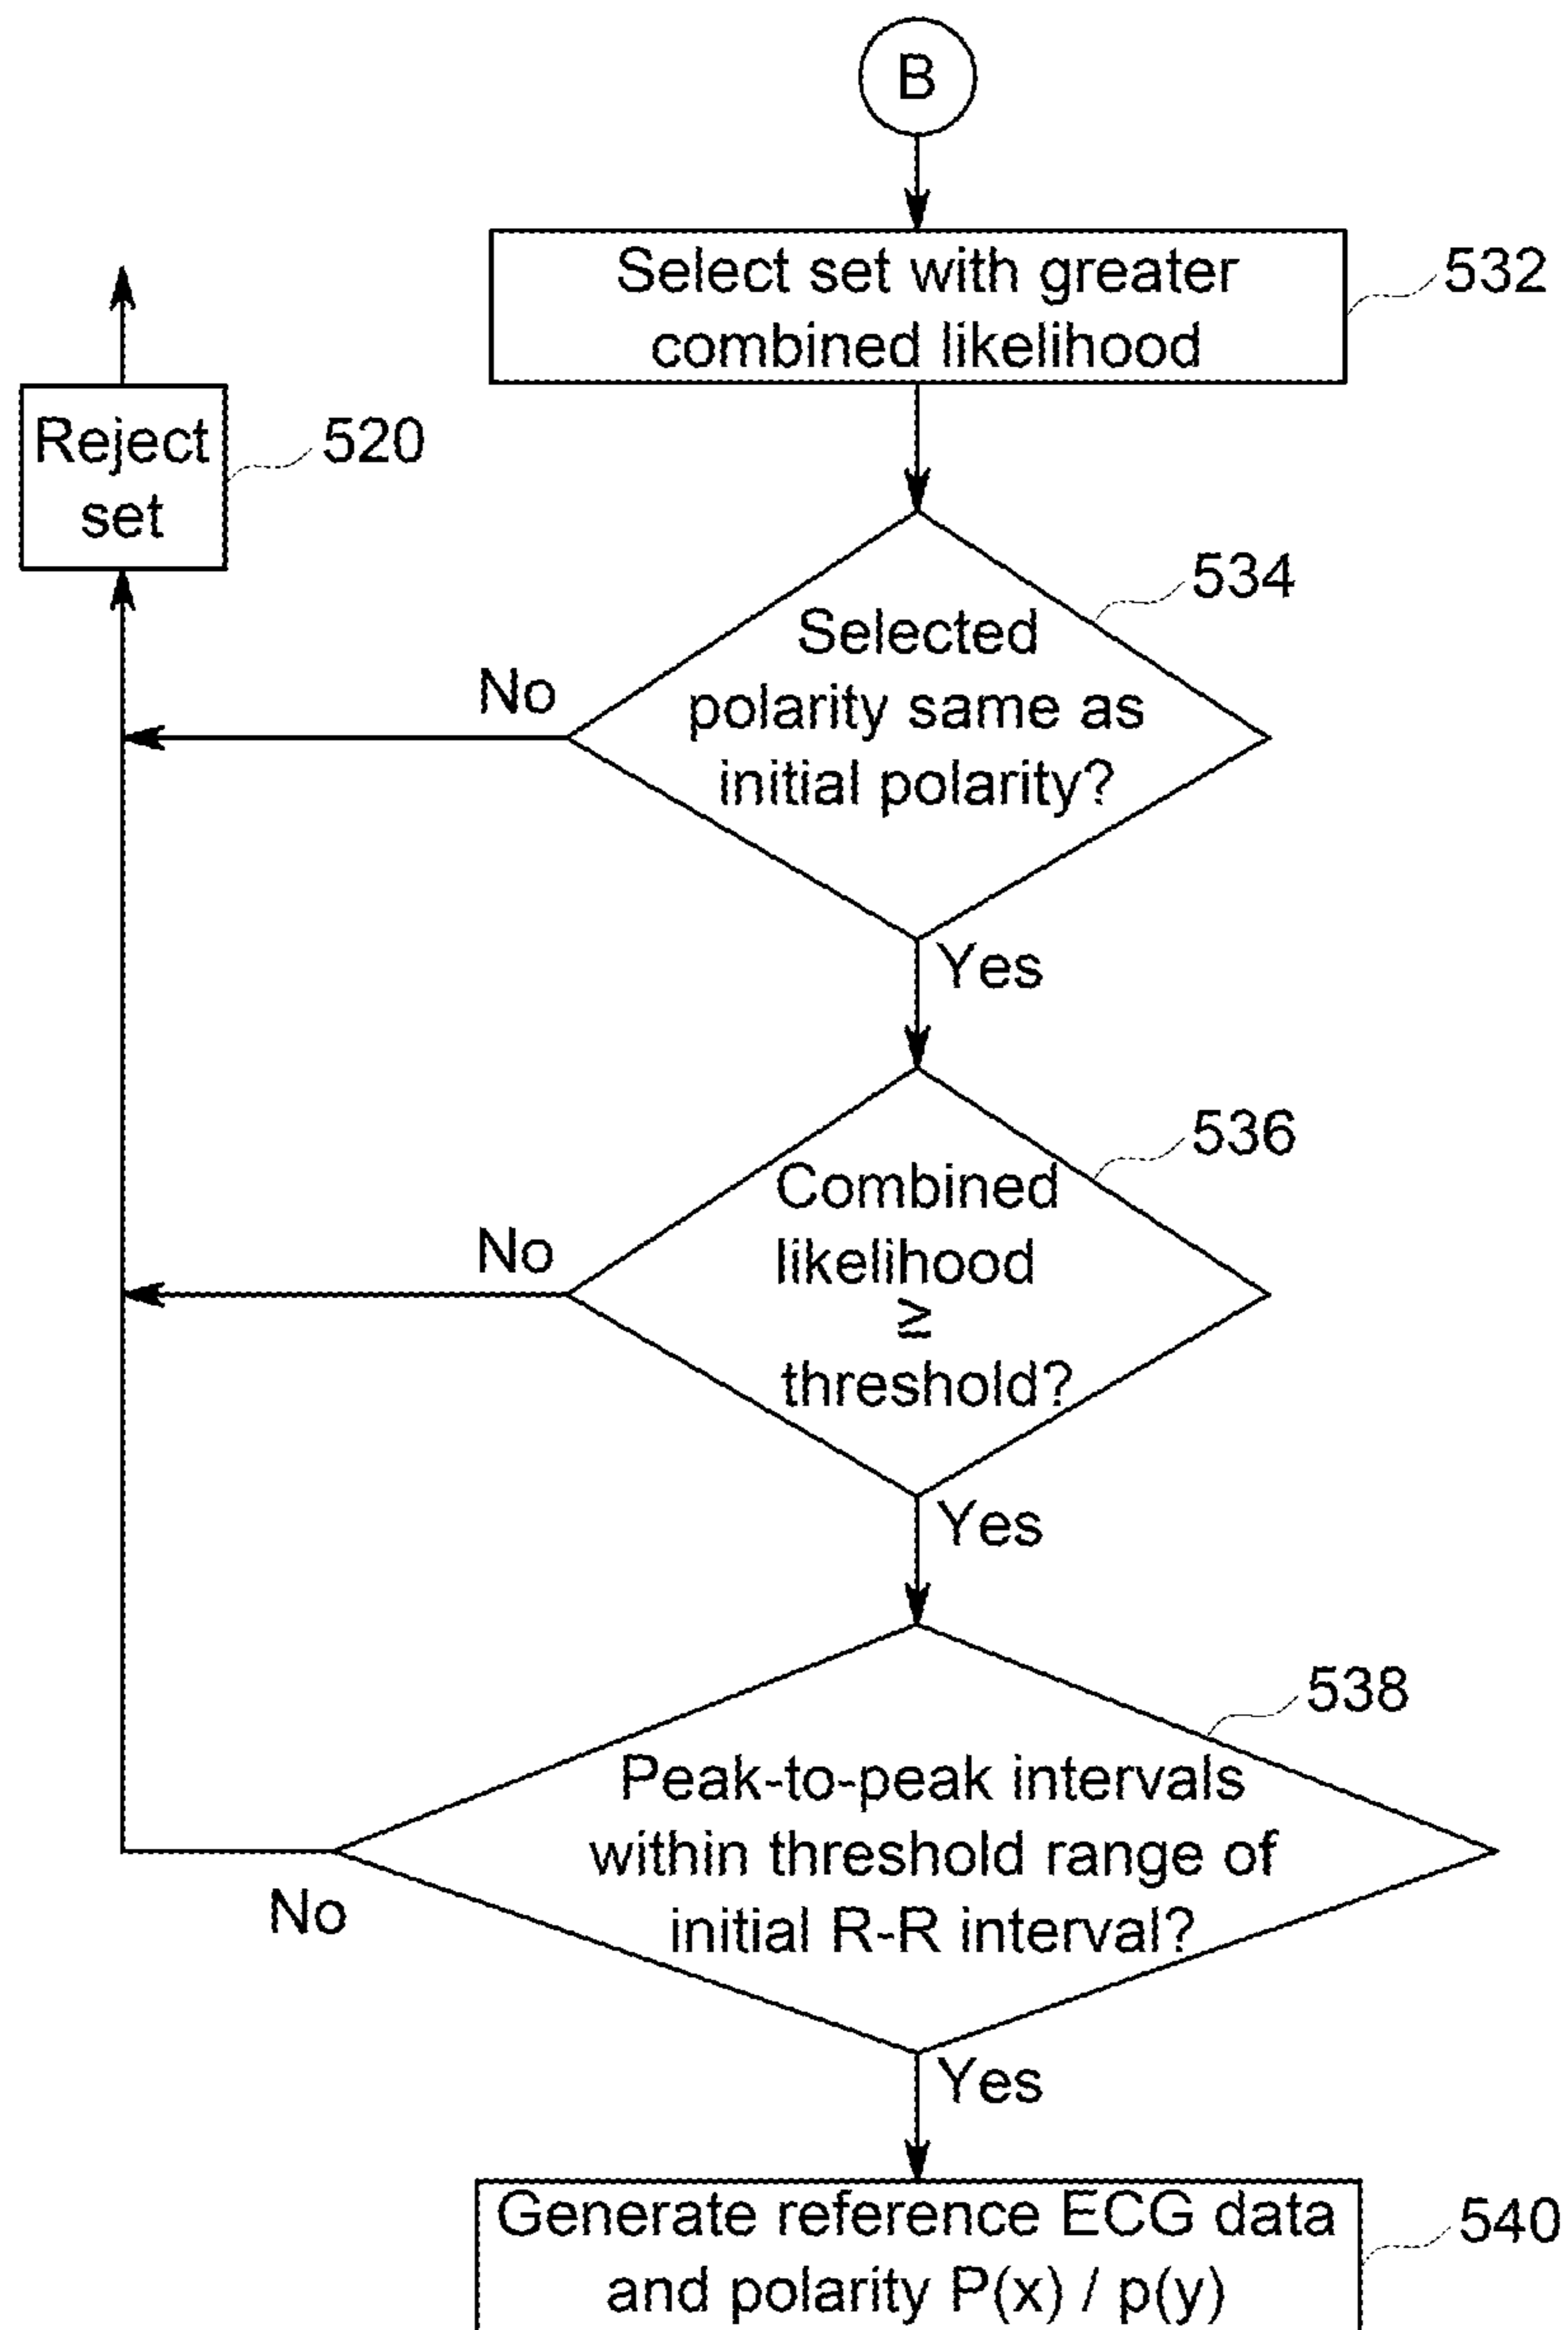 B
Select set with greater
combined likelihood
532
Reject
set
520
534
Selected
polarity same as
initial polarity?
No
Yes
536
Combined
likelihood
≥
threshold?
No
Yes
538
Peak-to-peak intervals
within threshold range of
initial R-R interval?
No
Yes
Generate reference ECG data
and polarity P(x) / p(y)
540